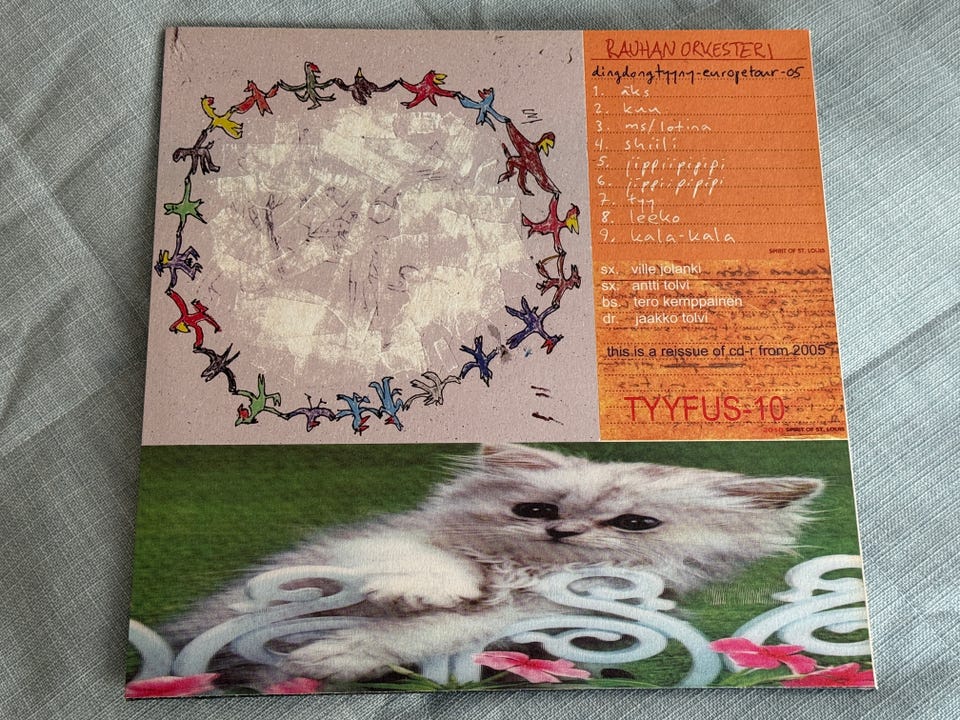 RAUHAN ORKESTERI
dingdongtyyny-europetour-05
1. äks
2. kuu
3. ms/lotina
4. shriili
5. jippiipipipi
6. jippiipipipi
7. tyy
8. leeko
9. kala-kala
SPIRIT OF ST. LOUIS
sx. ville jolanki
sx. antti tolvi
bs. tero kemppainen
dr jaakko tolvi
this is a reissue of cd-r from 2005
TYYFUS-10
2010 SPIRIT OF ST. LOUIS